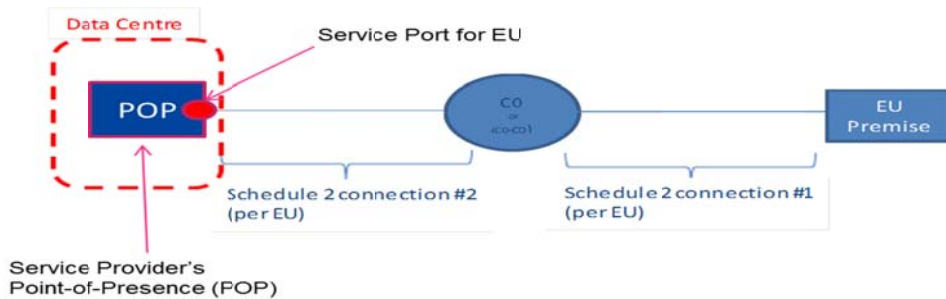 Data Centre
Service Port for EU
POP
CO
or
(CO-CO)
EU
Premise
Schedule 2 connection #2
(per EU)
Schedule 2 connection #1
(per EU)
Service Provider's
Point-of-Presence (POP)